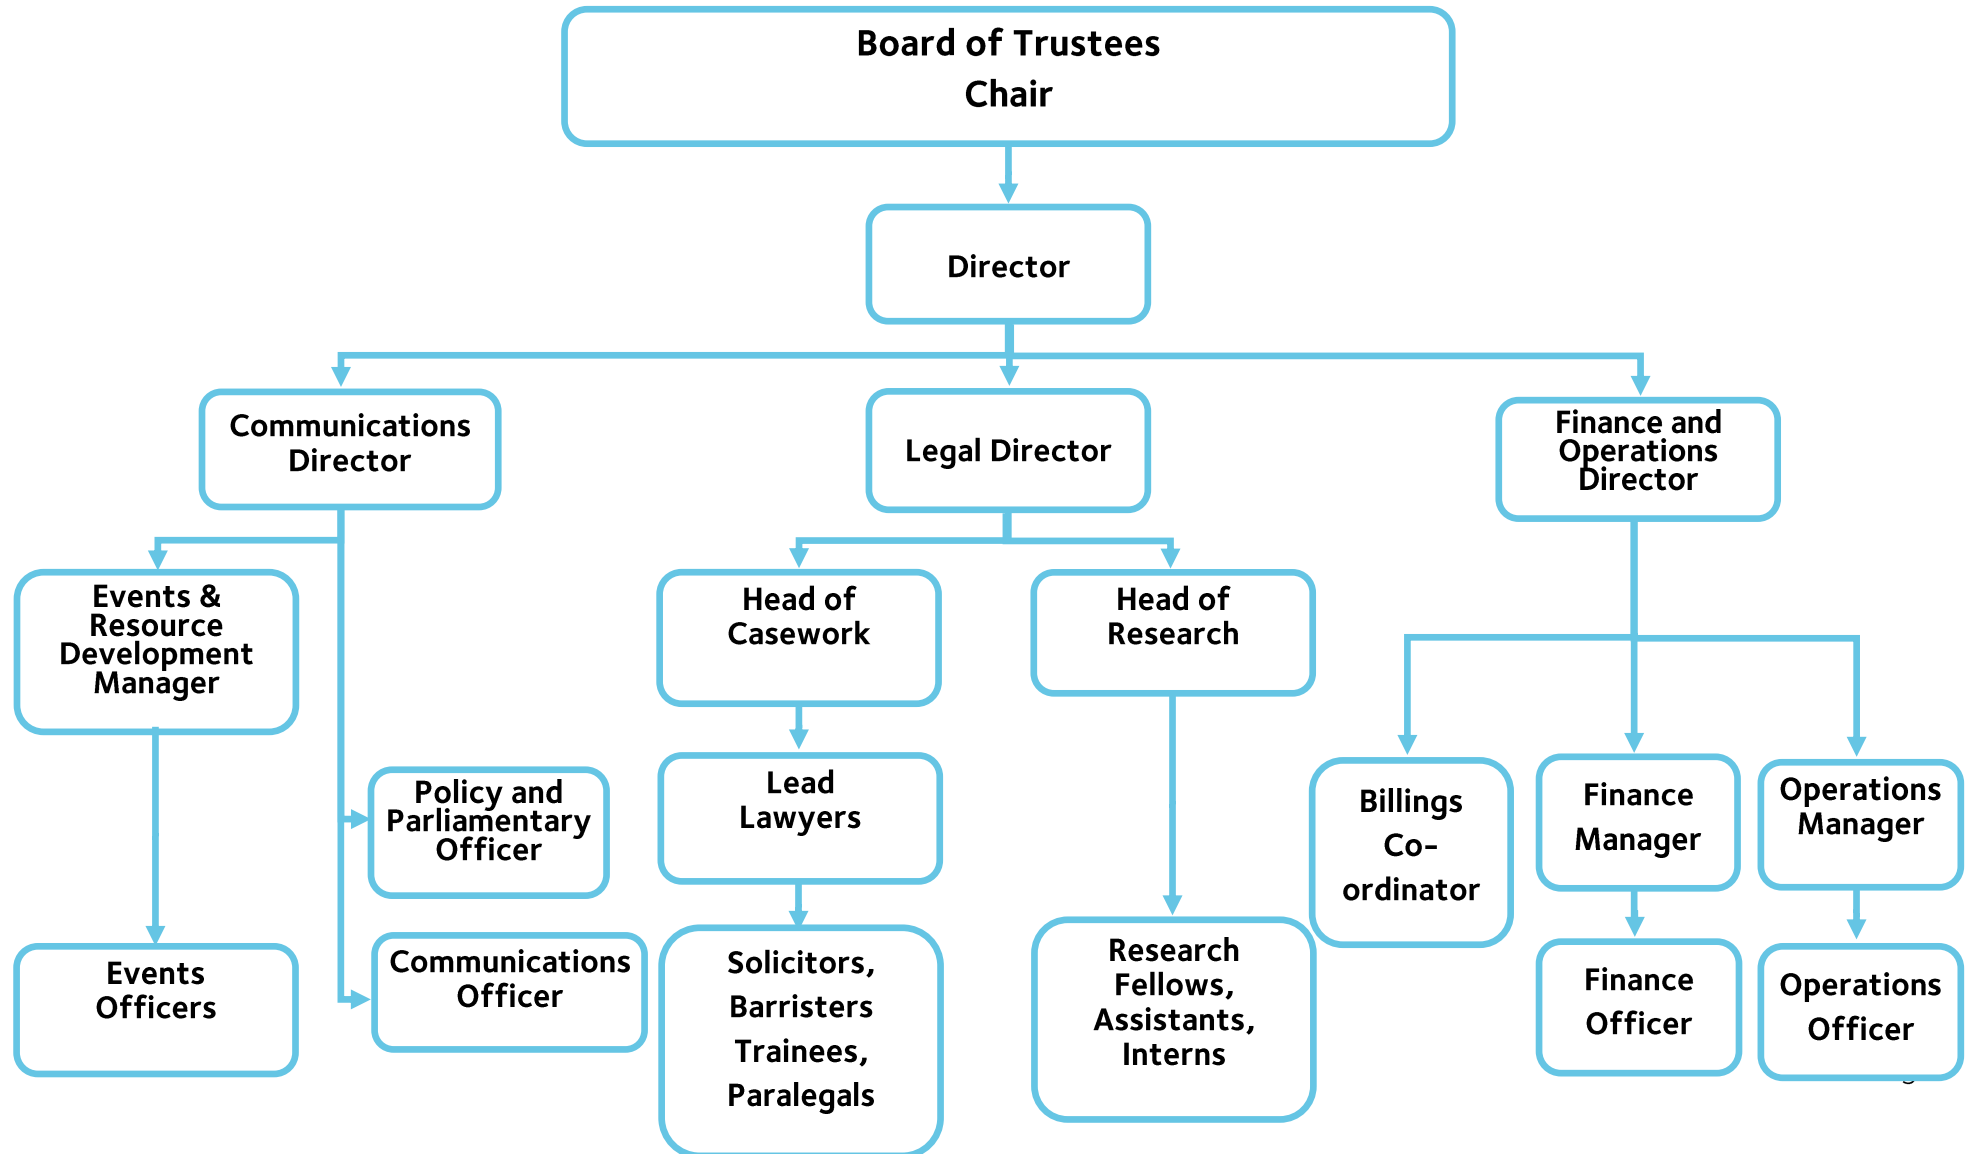 Board of Trustees
Chair
Director
Communications
Director
Legal Director
Finance and
Operations
Director
Events &
Resource
Development
Manager
Head of
Casework
Head of
Research
Policy and
Parliamentary
Officer
Lead
Lawyers
Billings
Co-
ordinator
Finance
Manager
Operations
Manager
Events
Officers
Communications
Officer
Solicitors,
Barristers
Trainees,
Paralegals
Research
Fellows,
Assistants,
Interns
Finance
Officer
Operations
Officer